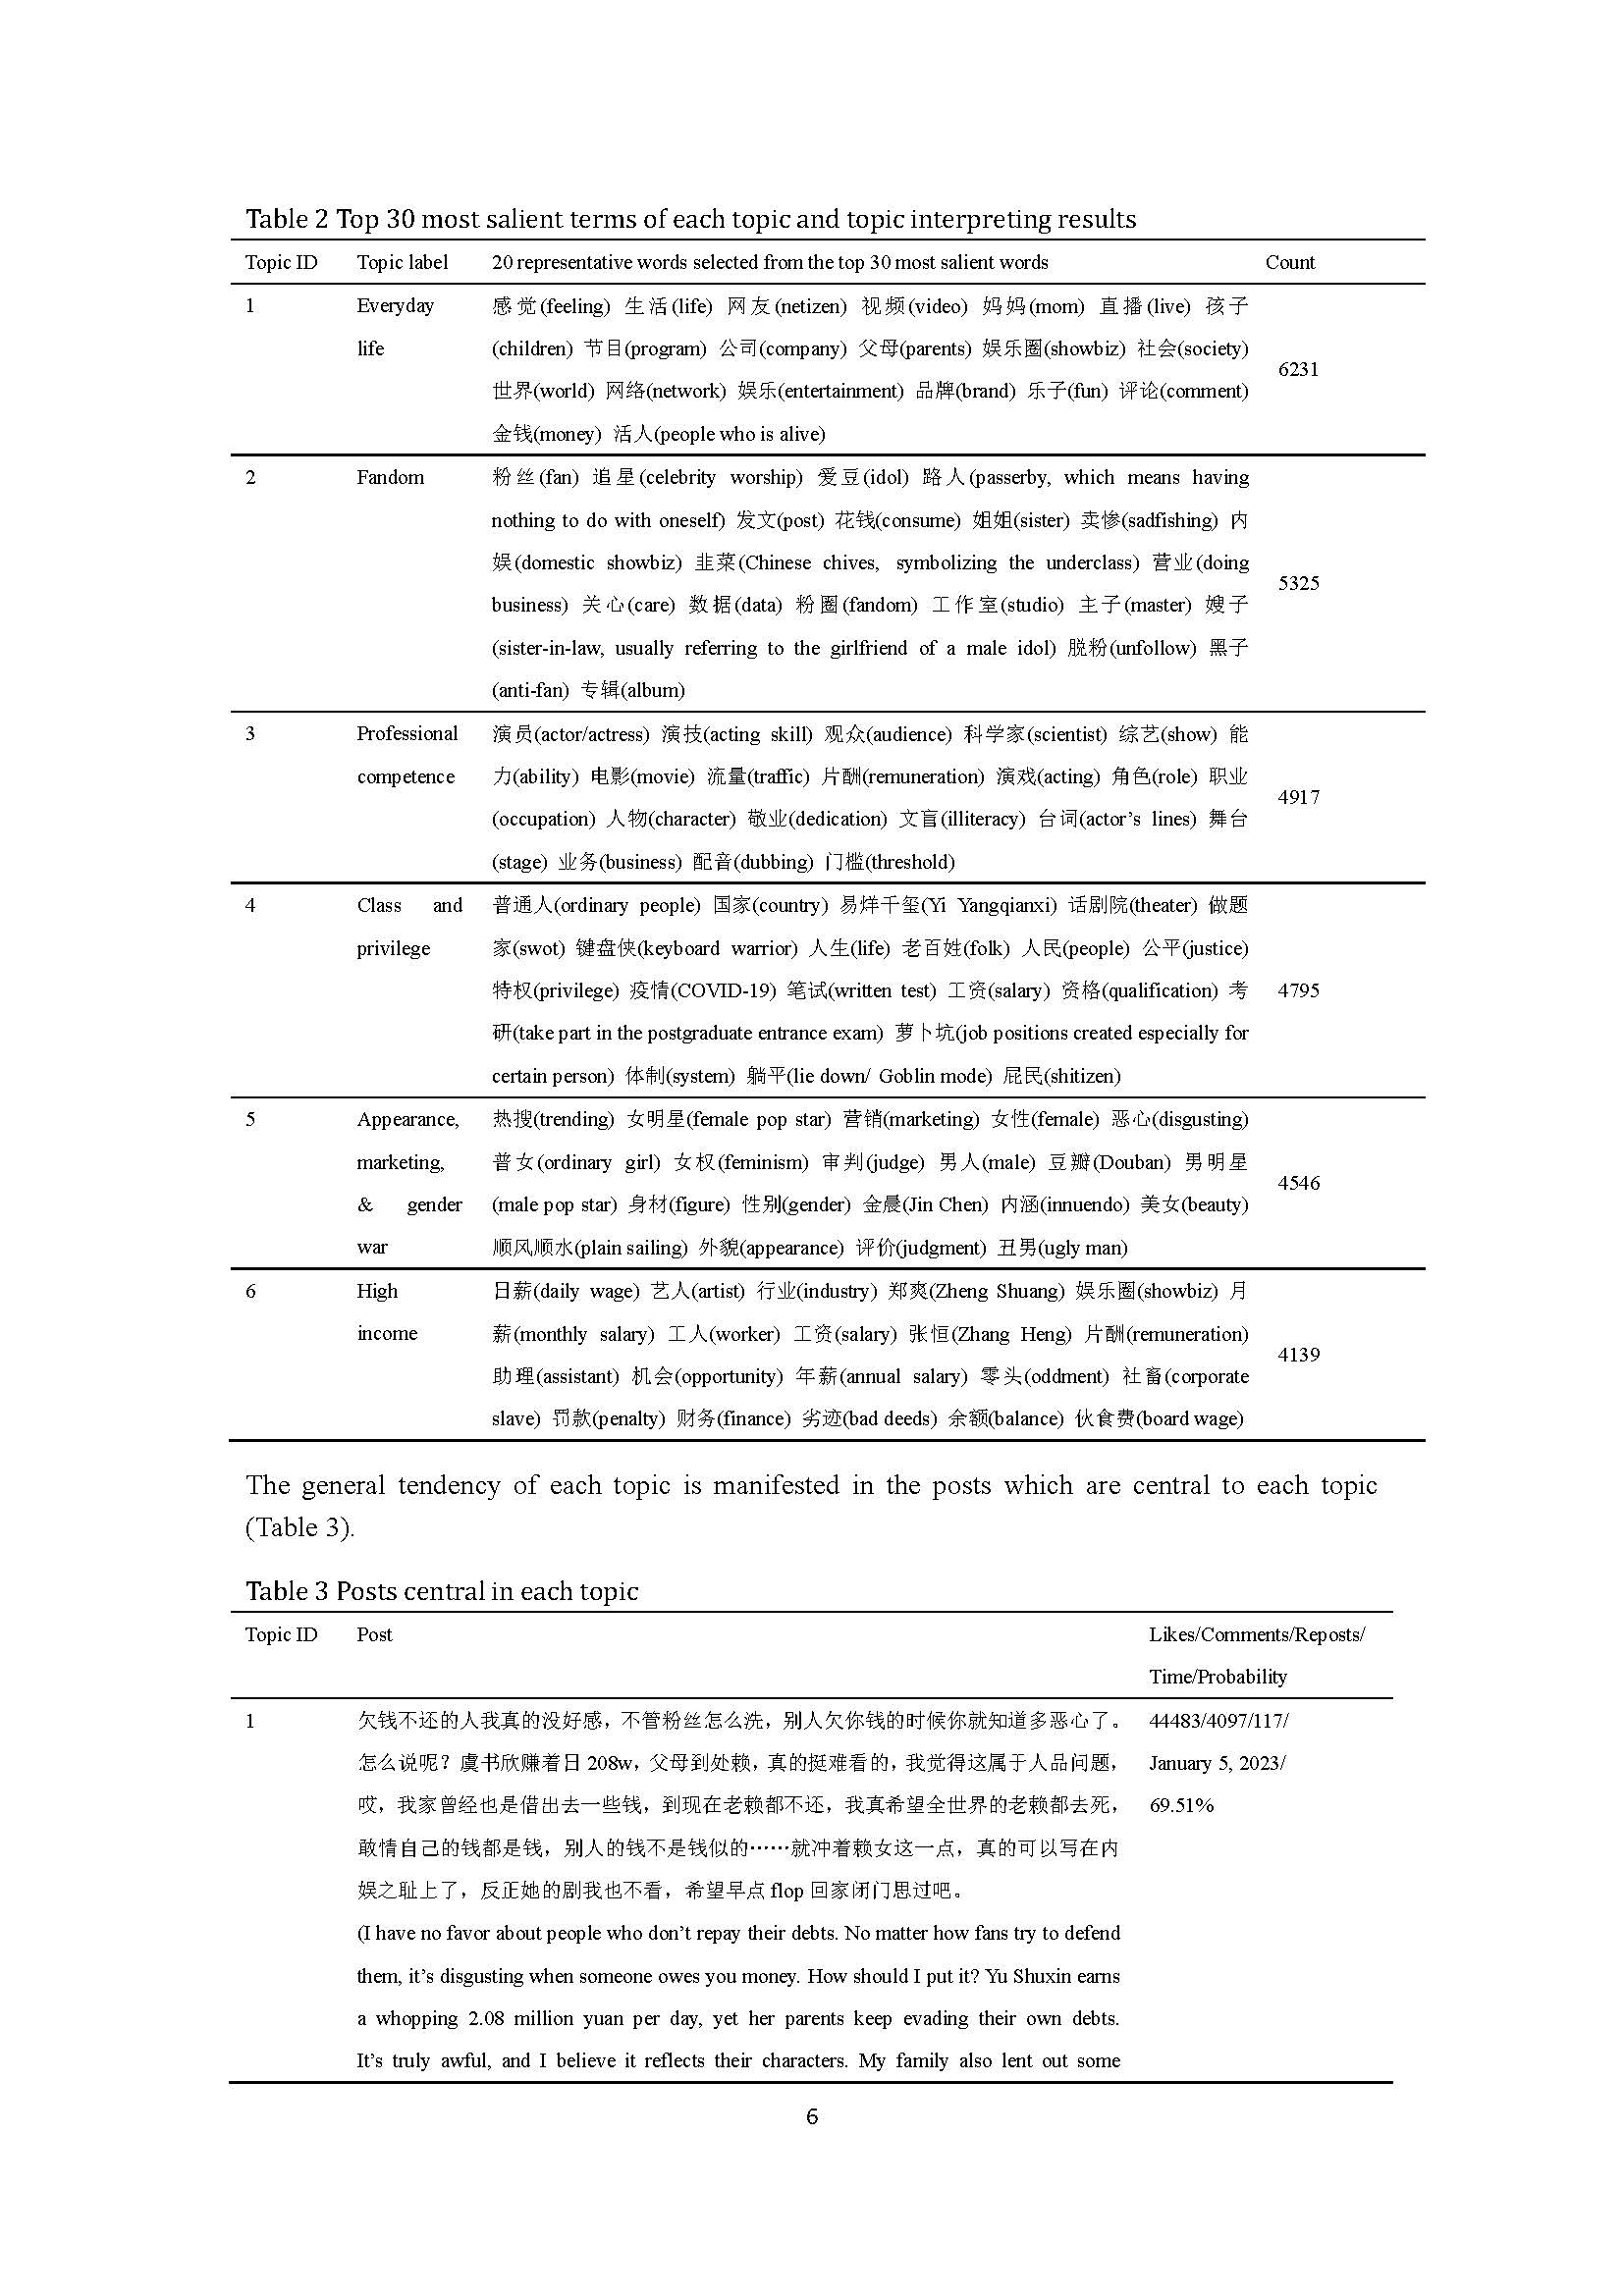 Table 2 Top 30 most salient terms of each topic and topic interpreting results
Topic ID Topic label 20 representative words selected from the top 30 most salient words Count
1 Everyday 感觉(feeling) 生活(life) 网友(netizen) 视频(video) 妈妈(mom) 直播(live) 孩子
life (children) 节目(program) 公司(company) 父母(parents) 娱乐圈(showbiz) 社会(society)
6231
世界(world) 网络(network) 娱乐(entertainment) 品牌(brand) 乐子(fun) 评论(comment)
金钱(money) 活人(people who is alive)
2 Fandom 粉丝(fan) 追星(celebrity worship) 爱豆(idol) 路人(passerby, which means having
nothing to do with oneself) 发文(post) 花钱(consume) 姐姐(sister) 卖惨(sadfishing) 内
娱(domestic showbiz) 韭菜(Chinese chives, symbolizing the underclass) 营业(doing
5325
business) 关心(care) 数据(data) 粉圈(fandom) 工作室(studio) 主子(master) 嫂子
(sister-in-law, usually referring to the girlfriend of a male idol) 脱粉(unfollow) 黑子
(anti-fan) 专辑(album)
3 Professional 演员(actor/actress) 演技(acting skill) 观众(audience) 科学家(scientist) 综艺(show) 能
competence 力(ability) 电影(movie) 流量(traffic) 片酬(remuneration) 演戏(acting) 角色(role) 职业
4917
(occupation) 人物(character) 敬业(dedication) 文盲(illiteracy) 台词(actor's lines) 舞台
(stage) 业务(business) 配音(dubbing) 门槛(threshold)
4 Class and 普通人(ordinary people) 国家(country) 易烊千玺(Yi Yangqianxi) 话剧院(theater) 做题
privilege 家(swot) 键盘侠(keyboard warrior) 人生(life) 老百姓(folk) 人民(people) 公平(justice)
特权(privilege) 疫情(COVID-19) 笔试(written test) 工资(salary) 资格(qualification) 考 4795
研(take part in the postgraduate entrance exam) 萝卜坑(job positions created especially for
certain person) 体制(system) 躺平(lie down/ Goblin mode) 屁民(shitizen)
5 Appearance, 热搜(trending) 女明星(female pop star) 营销(marketing) 女性(female) 恶心(disgusting)
marketing, 普女(ordinary girl) 女权(feminism) 审判(judge) 男人(male) 豆瓣(Douban) 男明星
4546
& gender (male pop star) 身材(figure) 性别(gender) 金晨(Jin Chen) 内涵(innuendo) 美女(beauty)
war 顺风顺水(plain sailing) 外貌(appearance) 评价(judgment) 丑男(ugly man)
6 High 日薪(daily wage) 艺人(artist) 行业(industry) 郑爽(Zheng Shuang) 娱乐圈(showbiz) 月
income 薪(monthly salary) 工人(worker) 工资(salary) 张恒(Zhang Heng) 片酬(remuneration)
4139
助理(assistant) 机会(opportunity) 年薪(annual salary) 零头(oddment) 社畜(corporate
slave) 罚款(penalty) 财务(finance) 劣迹(bad deeds) 余额(balance) 伙食费(board wage)
The general tendency of each topic is manifested in the posts which are central to each topic
(Table 3).
Table 3 Posts central in each topic
Topic ID Post Likes/Comments/Reposts/
Time/Probability
1 欠钱不还的人我真的没好感，不管粉丝怎么洗，别人欠你钱的时候你就知道多恶心了。 44483/4097/117/
怎么说呢？虞书欣赚着日 208w，父母到处赖，真的挺难看的，我觉得这属于人品问题， January 5, 2023/
哎，我家曾经也是借出去一些钱，到现在老赖都不还，我真希望全世界的老赖都去死， 69.51%
敢情自己的钱都是钱，别人的钱不是钱似的……就冲着赖女这一点，真的可以写在内
娱之耻上了，反正她的剧我也不看，希望早点 flop 回家闭门思过吧。
(I have no favor about people who don't repay their debts. No matter how fans try to defend
them, it's disgusting when someone owes you money. How should I put it? Yu Shuxin earns
a whopping 2.08 million yuan per day, yet her parents keep evading their own debts.
It's truly awful, and I believe it reflects their characters. My family also lent out some
6